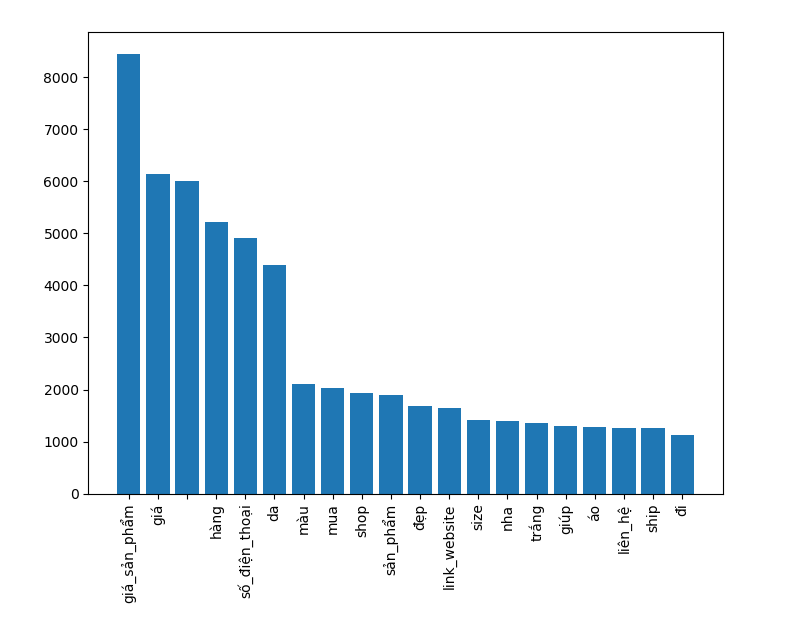 8000
7000
6000
5000
4000
3000
2000
1000
0
giá_sản_phẩm
giá
hàng
số_điện_thoại
da
màu
mua
shop
sản_phẩm
đẹp
link_website
size
nha
trắng
giúp
áo
liên_hệ
ship
đi